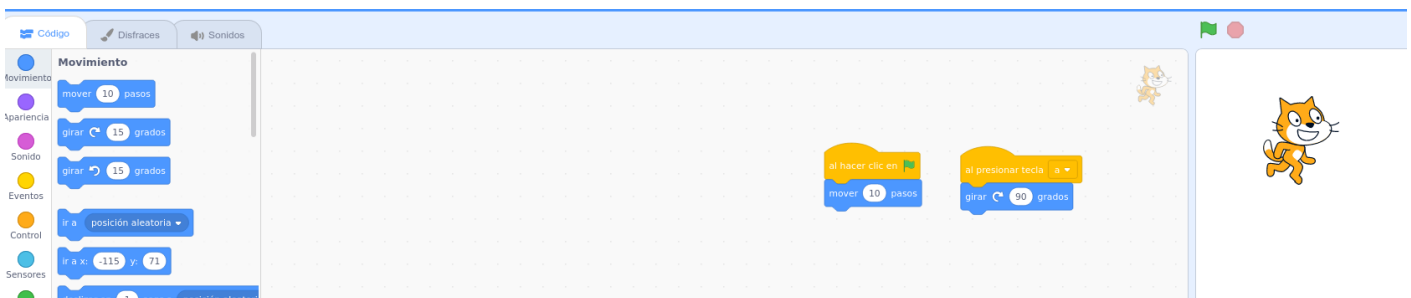 Código
Disfraces
Sonidos
Movimiento
Movimiento
mover 10 pasos
Apariencia
girar 15 grados
Sonido
girar 15 grados
Eventos
ir a posición aleatoria
Control
ir a x: -115 y: 71
Sensores
1
al hacer clic en
mover 10 pasos
al presionar tecla a
girar 90 grados